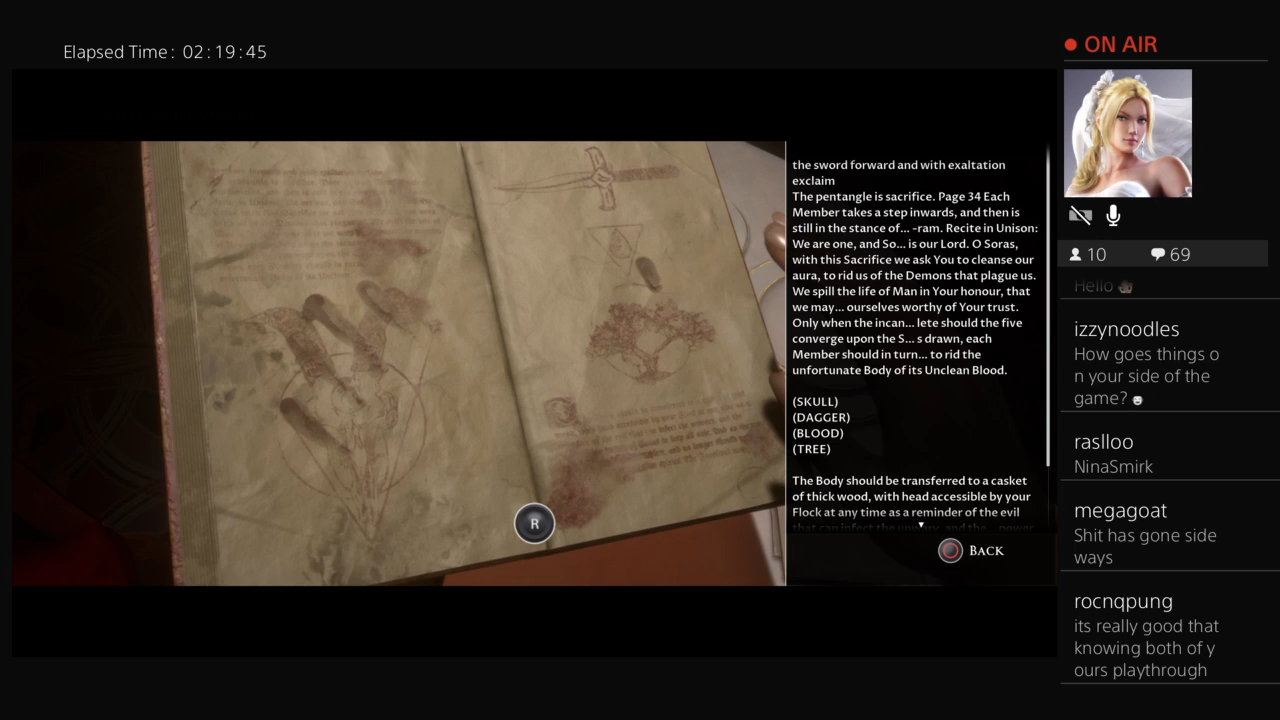 Elapsed Time: 02:19:45
ON AIR
10
69
Hello
izzynoodles
How goes things o
n your side of the
game?
raslloo
NinaSmirk
megagoat
Shit has gone side
ways
rocnqpung
its really good that
knowing both of y
ours playthrough
the sword forward and with exaltation
exclaim
The pentangle is sacrifice. Page 34 Each
Member takes a step inwards, and then is
still in the stance of... -ram. Recite in Unison:
We are one, and So... is our Lord. O Soras,
with this Sacrifice we ask You to cleanse our
aura, to rid us of the Demons that plague us.
We spill the life of Man in Your honour, that
we may... ourselves worthy of Your trust.
Only when the incan... lete should the five
converge upon the S... s drawn, each
Member should in turn... to rid the
unfortunate Body of its Unclean Blood.
(SKULL)
(DAGGER)
(BLOOD)
(TREE)
The Body should be transferred to a casket
of thick wood, with head accessible by your
Flock at any time as a reminder of the evil
that can infect the unwary, and the... power
R
BACK